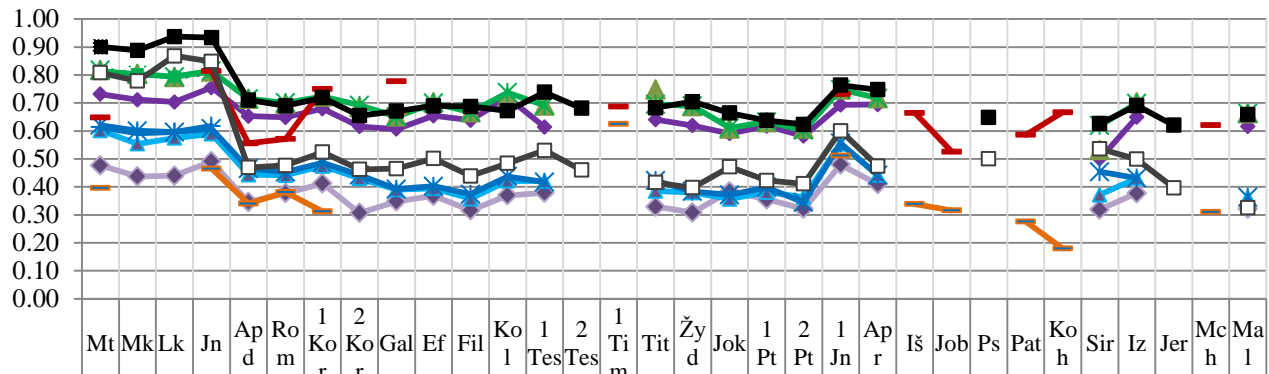 1.00
0.90
0.80
0.70
0.60
0.50
0.40
0.30
0.20
0.10
0.00
Mt
Mk
Lk
Jn
Ap
d
Ro
m
1
Ko
r
2
Ko
r
Gal
Ef
Fil
Ko
l
1
Tes
2
Tes
1
Ti
m
Tit
Žy
d
Jok
1
Pt
2
Pt
1
Jn
Ap
r
Iš
Job
Ps
Pat
Ko
h
Sir
Iz
Jer
Mc
h
Ma
l